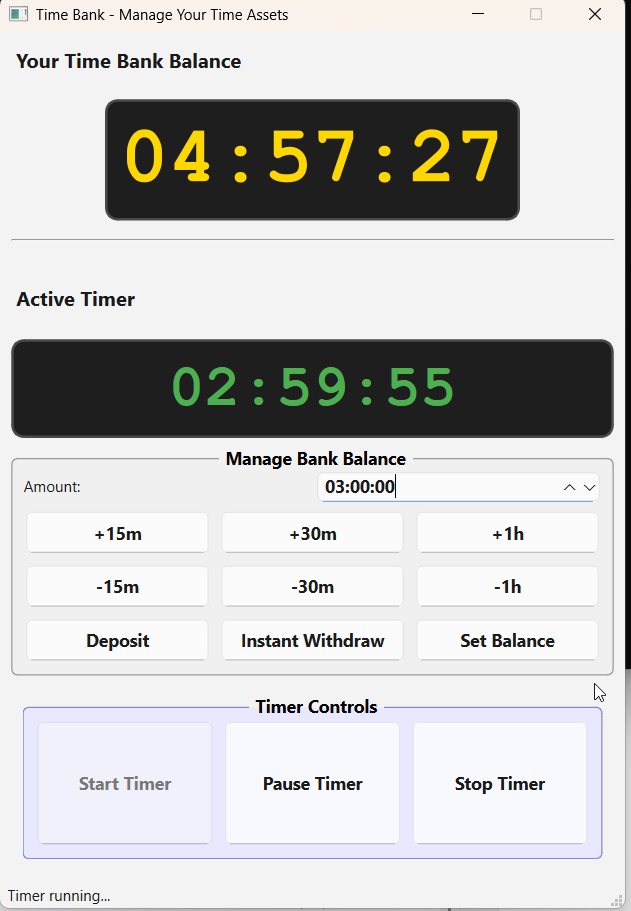 Time Bank - Manage Your Time Assets
Your Time Bank Balance
04:57:27
Active Timer
02:59:55
Manage Bank Balance
Amount: 03:00:00
+15m +30m +1h
-15m -30m -1h
Deposit Instant Withdraw Set Balance
Timer Controls
Start Timer Pause Timer Stop Timer
Timer running...